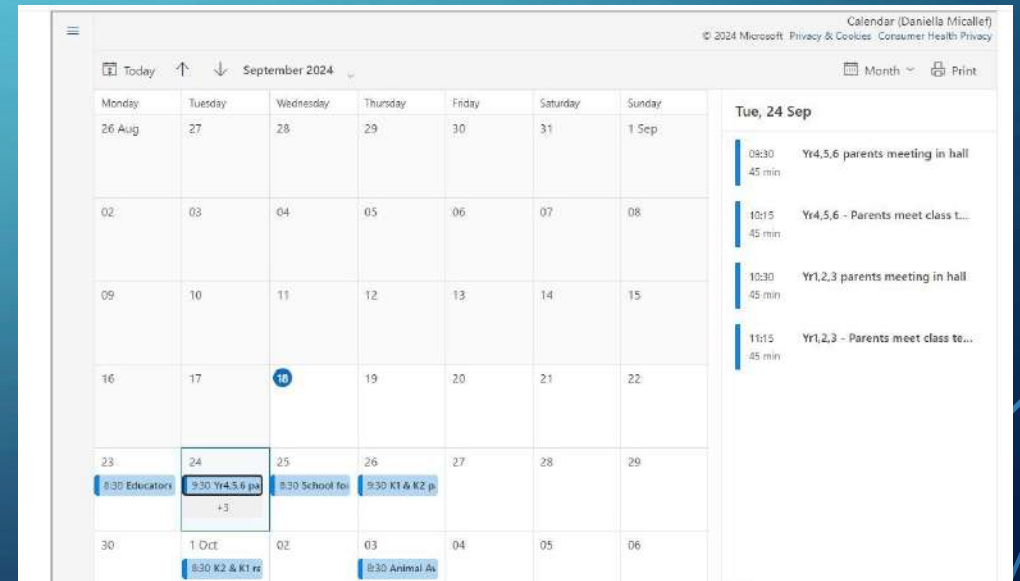 Calendar (Daniella Micallef)
© 2024 Microsoft Privacy & Cookies Consumer Health Privacy
Today September 2024 Month Print
Monday Tuesday Wednesday Thursday Friday Saturday Sunday
26 Aug 27 28 29 30 31 1 Sep
02 03 04 05 06 07 08
09 10 11 12 13 14 15
16 17 18 19 20 21 22
23 24 25 26 27 28 29
8:30 Educators 9:30 Yr4,5,6 pa 8:30 School for 9:30 K1 & K2 p
+3
30 1 Oct 02 03 04 05 06
8:30 K2 & K1 re 8:30 Animal Aw
Tue, 24 Sep
09:30 Yr4,5,6 parents meeting in hall
45 min
10:15 Yr4,5,6 - Parents meet class t...
45 min
10:30 Yr1,2,3 parents meeting in hall
45 min
11:15 Yr1,2,3 - Parents meet class te...
45 min